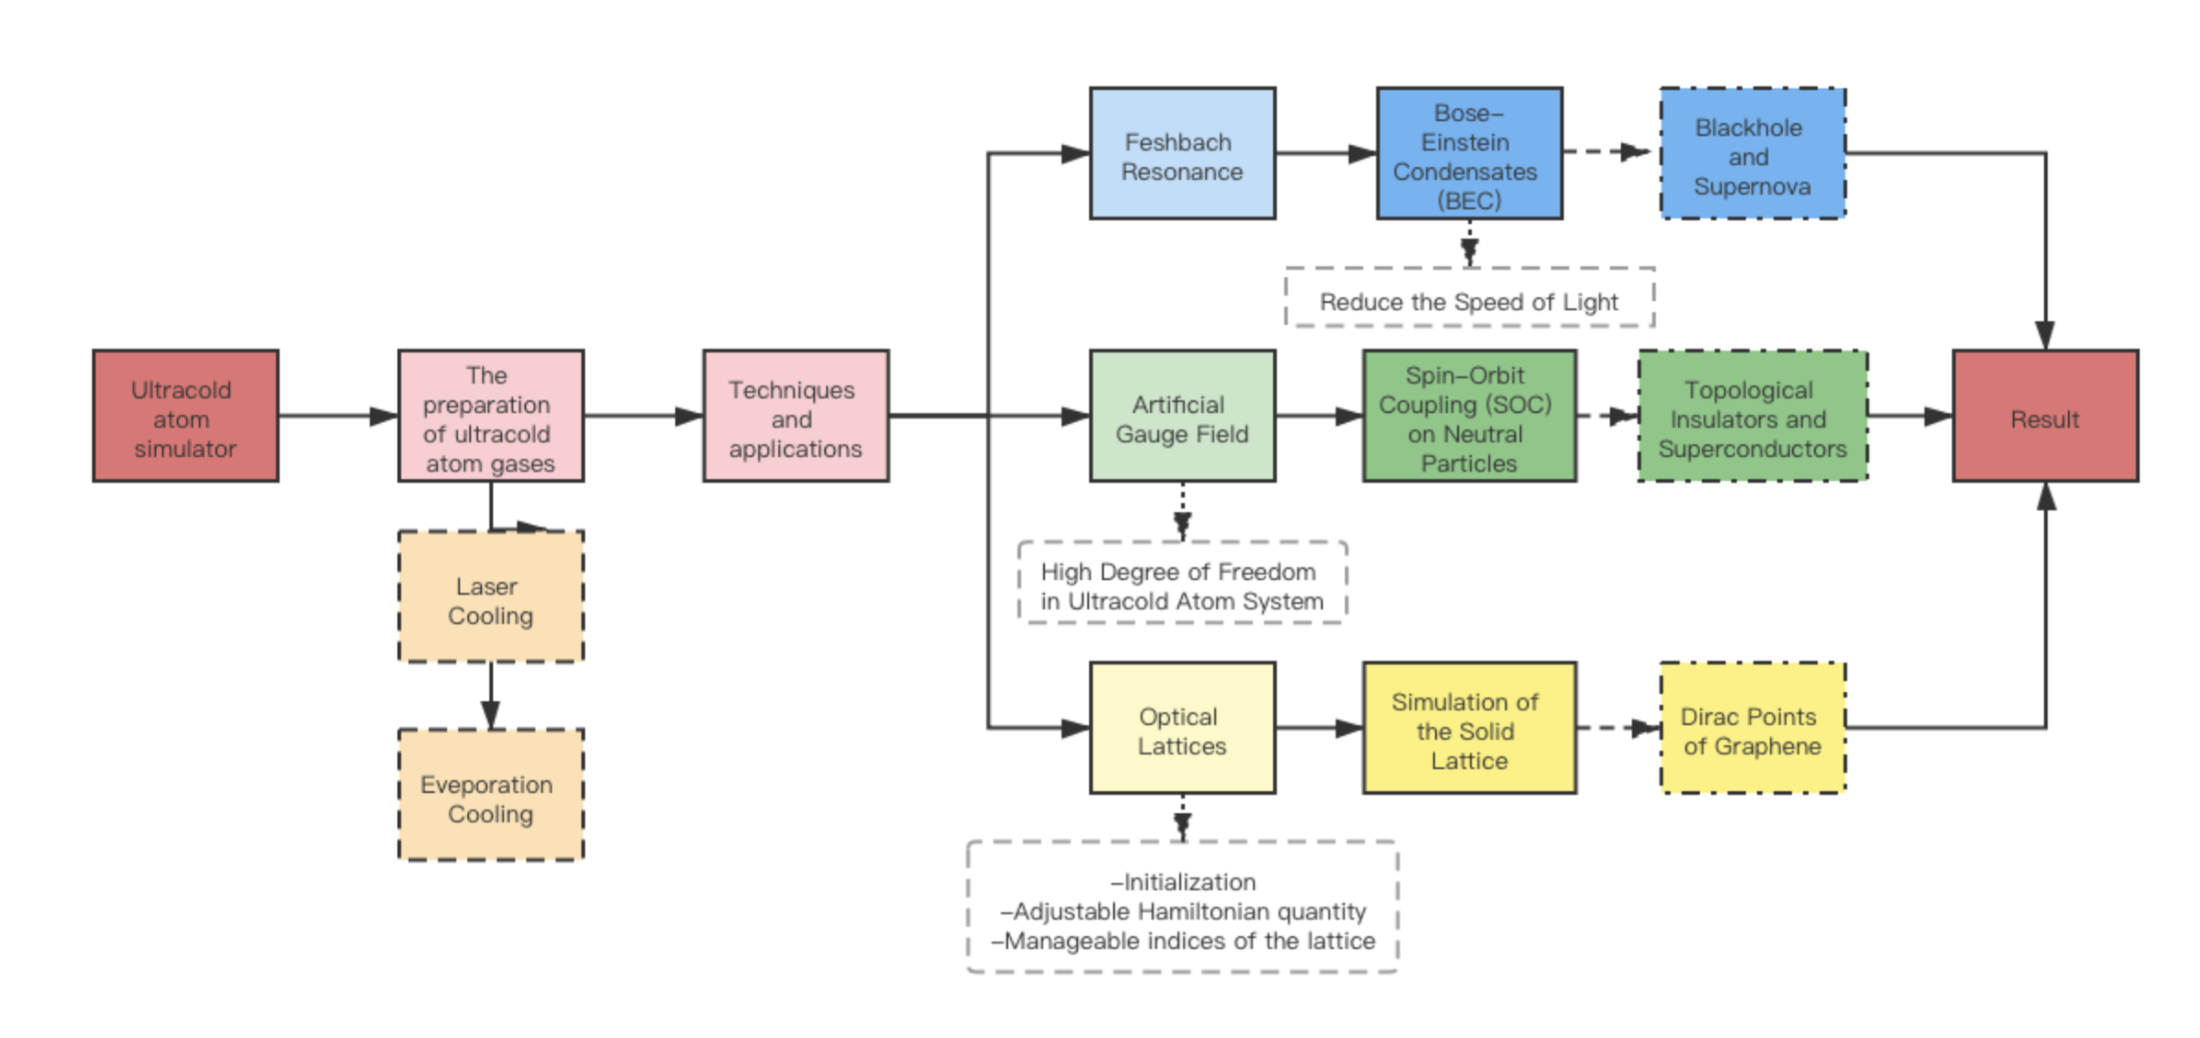 Ultracold
atom
simulator
The
preparation
of ultracold
atom gases
Laser
Cooling
Eveporation
Cooling
Techniques
and
applications
Feshbach
Resonance
Bose–
Einstein
Condensates
(BEC)
Blackhole
and
Supernova
Reduce the Speed of Light
Artificial
Gauge Field
Spin–Orbit
Coupling (SOC)
on Neutral
Particles
Topological
Insulators and
Superconductors
Result
High Degree of Freedom
in Ultracold Atom System
Optical
Lattices
Simulation of
the Solid
Lattice
Dirac Points
of Graphene
–Initialization
–Adjustable Hamiltonian quantity
–Manageable indices of the lattice